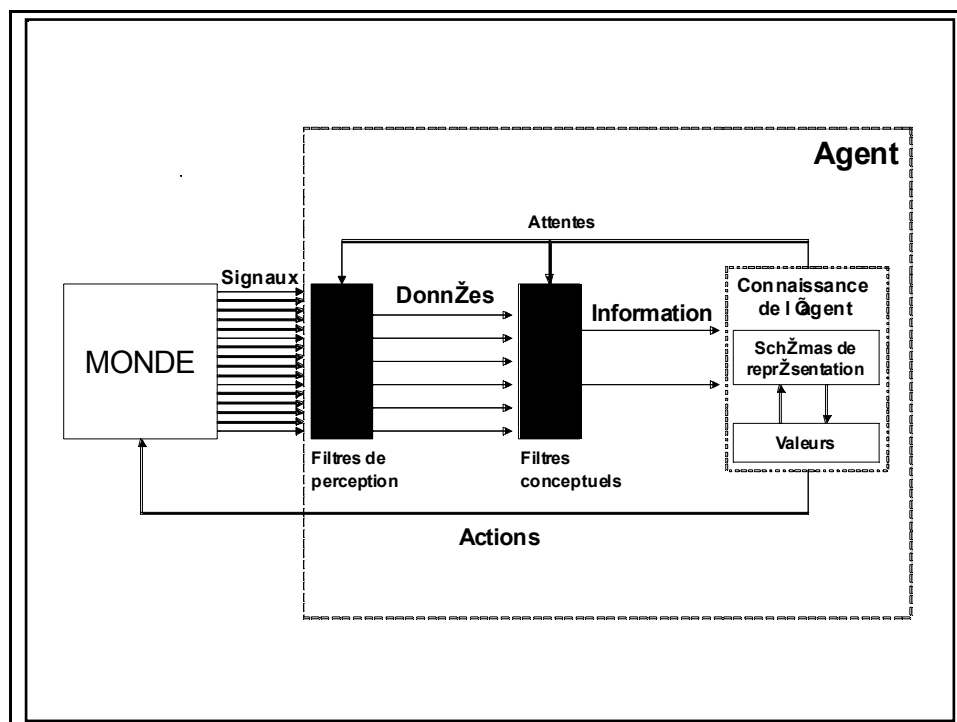 Agent
Attentes
Signaux
MONDE
DonnŽes
Information
Connaissance
de l Õagent
SchŽmas de
reprŽsentation
Valeurs
Filtres de
perception
Filtres
conceptuels
Actions